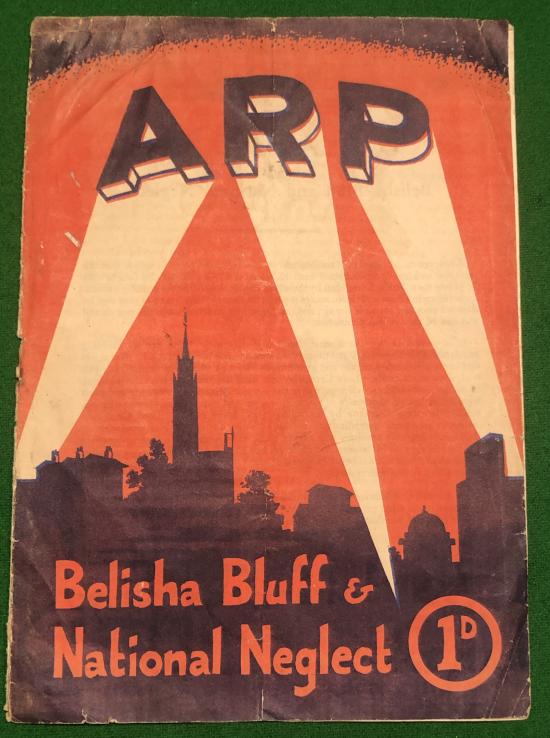 ARP
Belisha Bluff &
National Neglect
1D